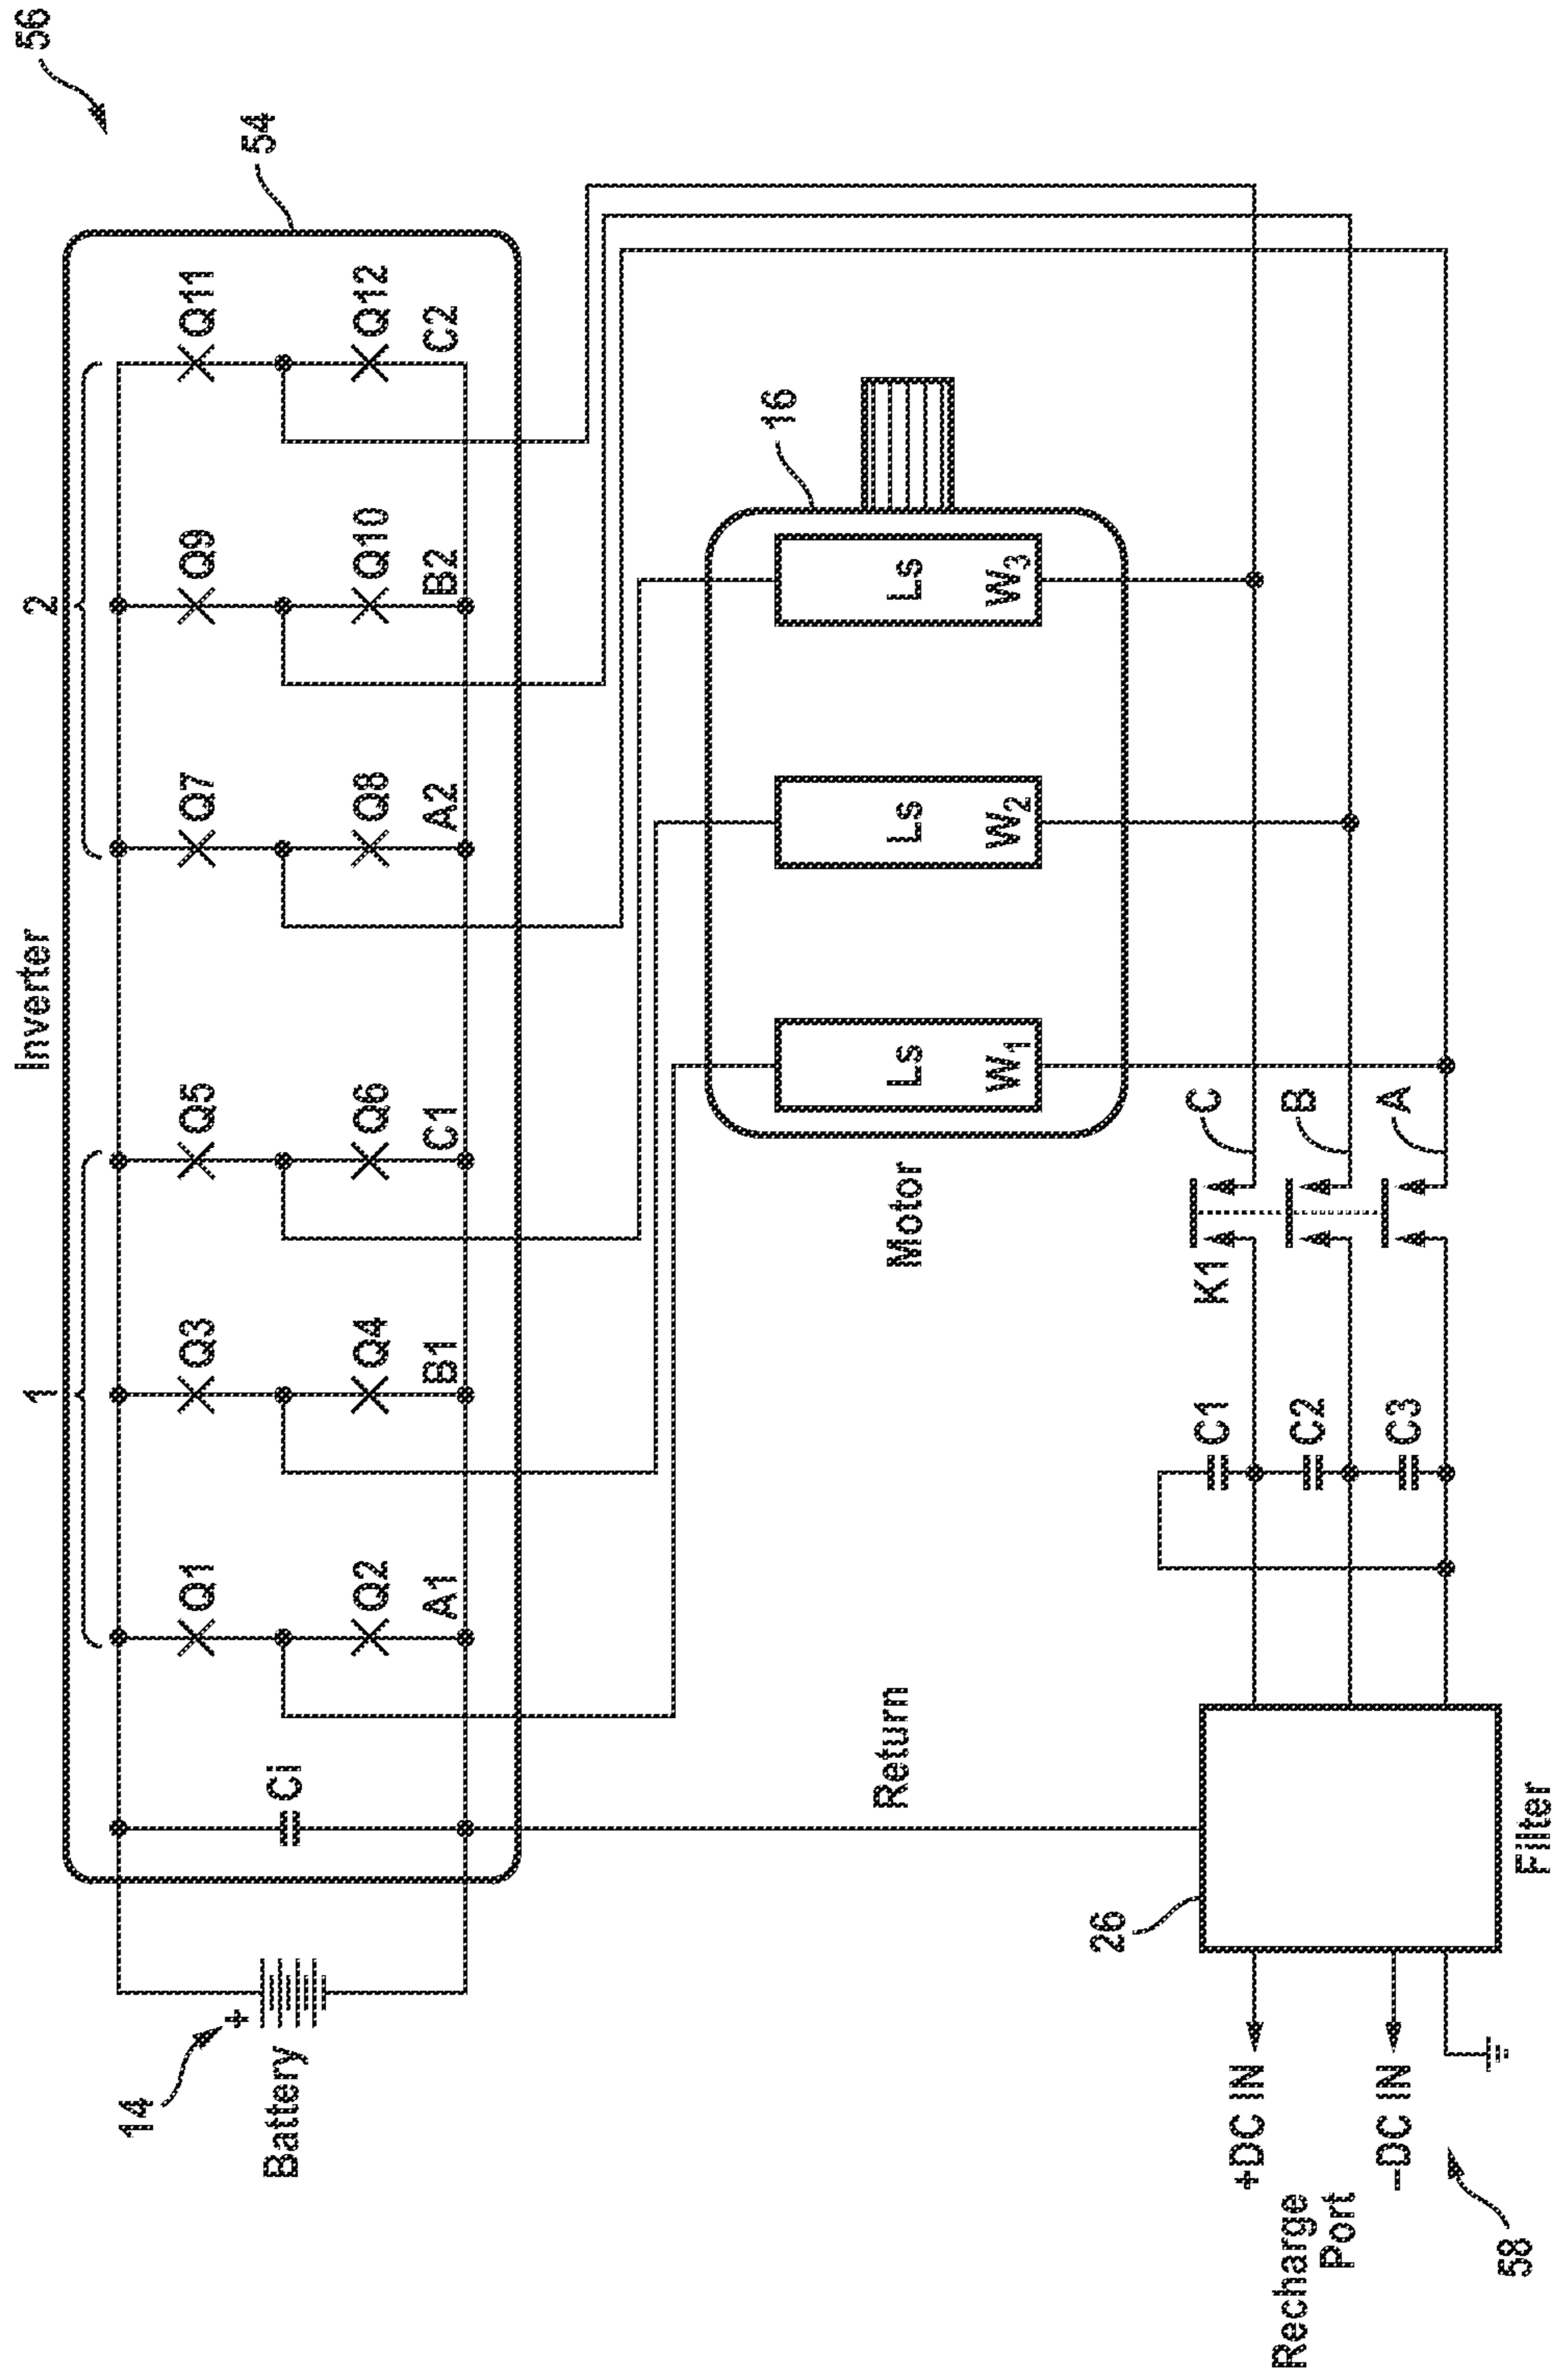 56
54
Inverter
1
2
Q1
Q3
Q5
Q7
Q9
Q11
Ci
Q2
Q4
Q6
Q8
Q10
Q12
A1
B1
C1
A2
B2
C2
14
+
Battery
16
Ls
Ls
Ls
W1
W2
W3
Motor
Return
26
K1
C
B
A
C1
C2
C3
+DC IN
Recharge
Port
–DC IN
58
Filter